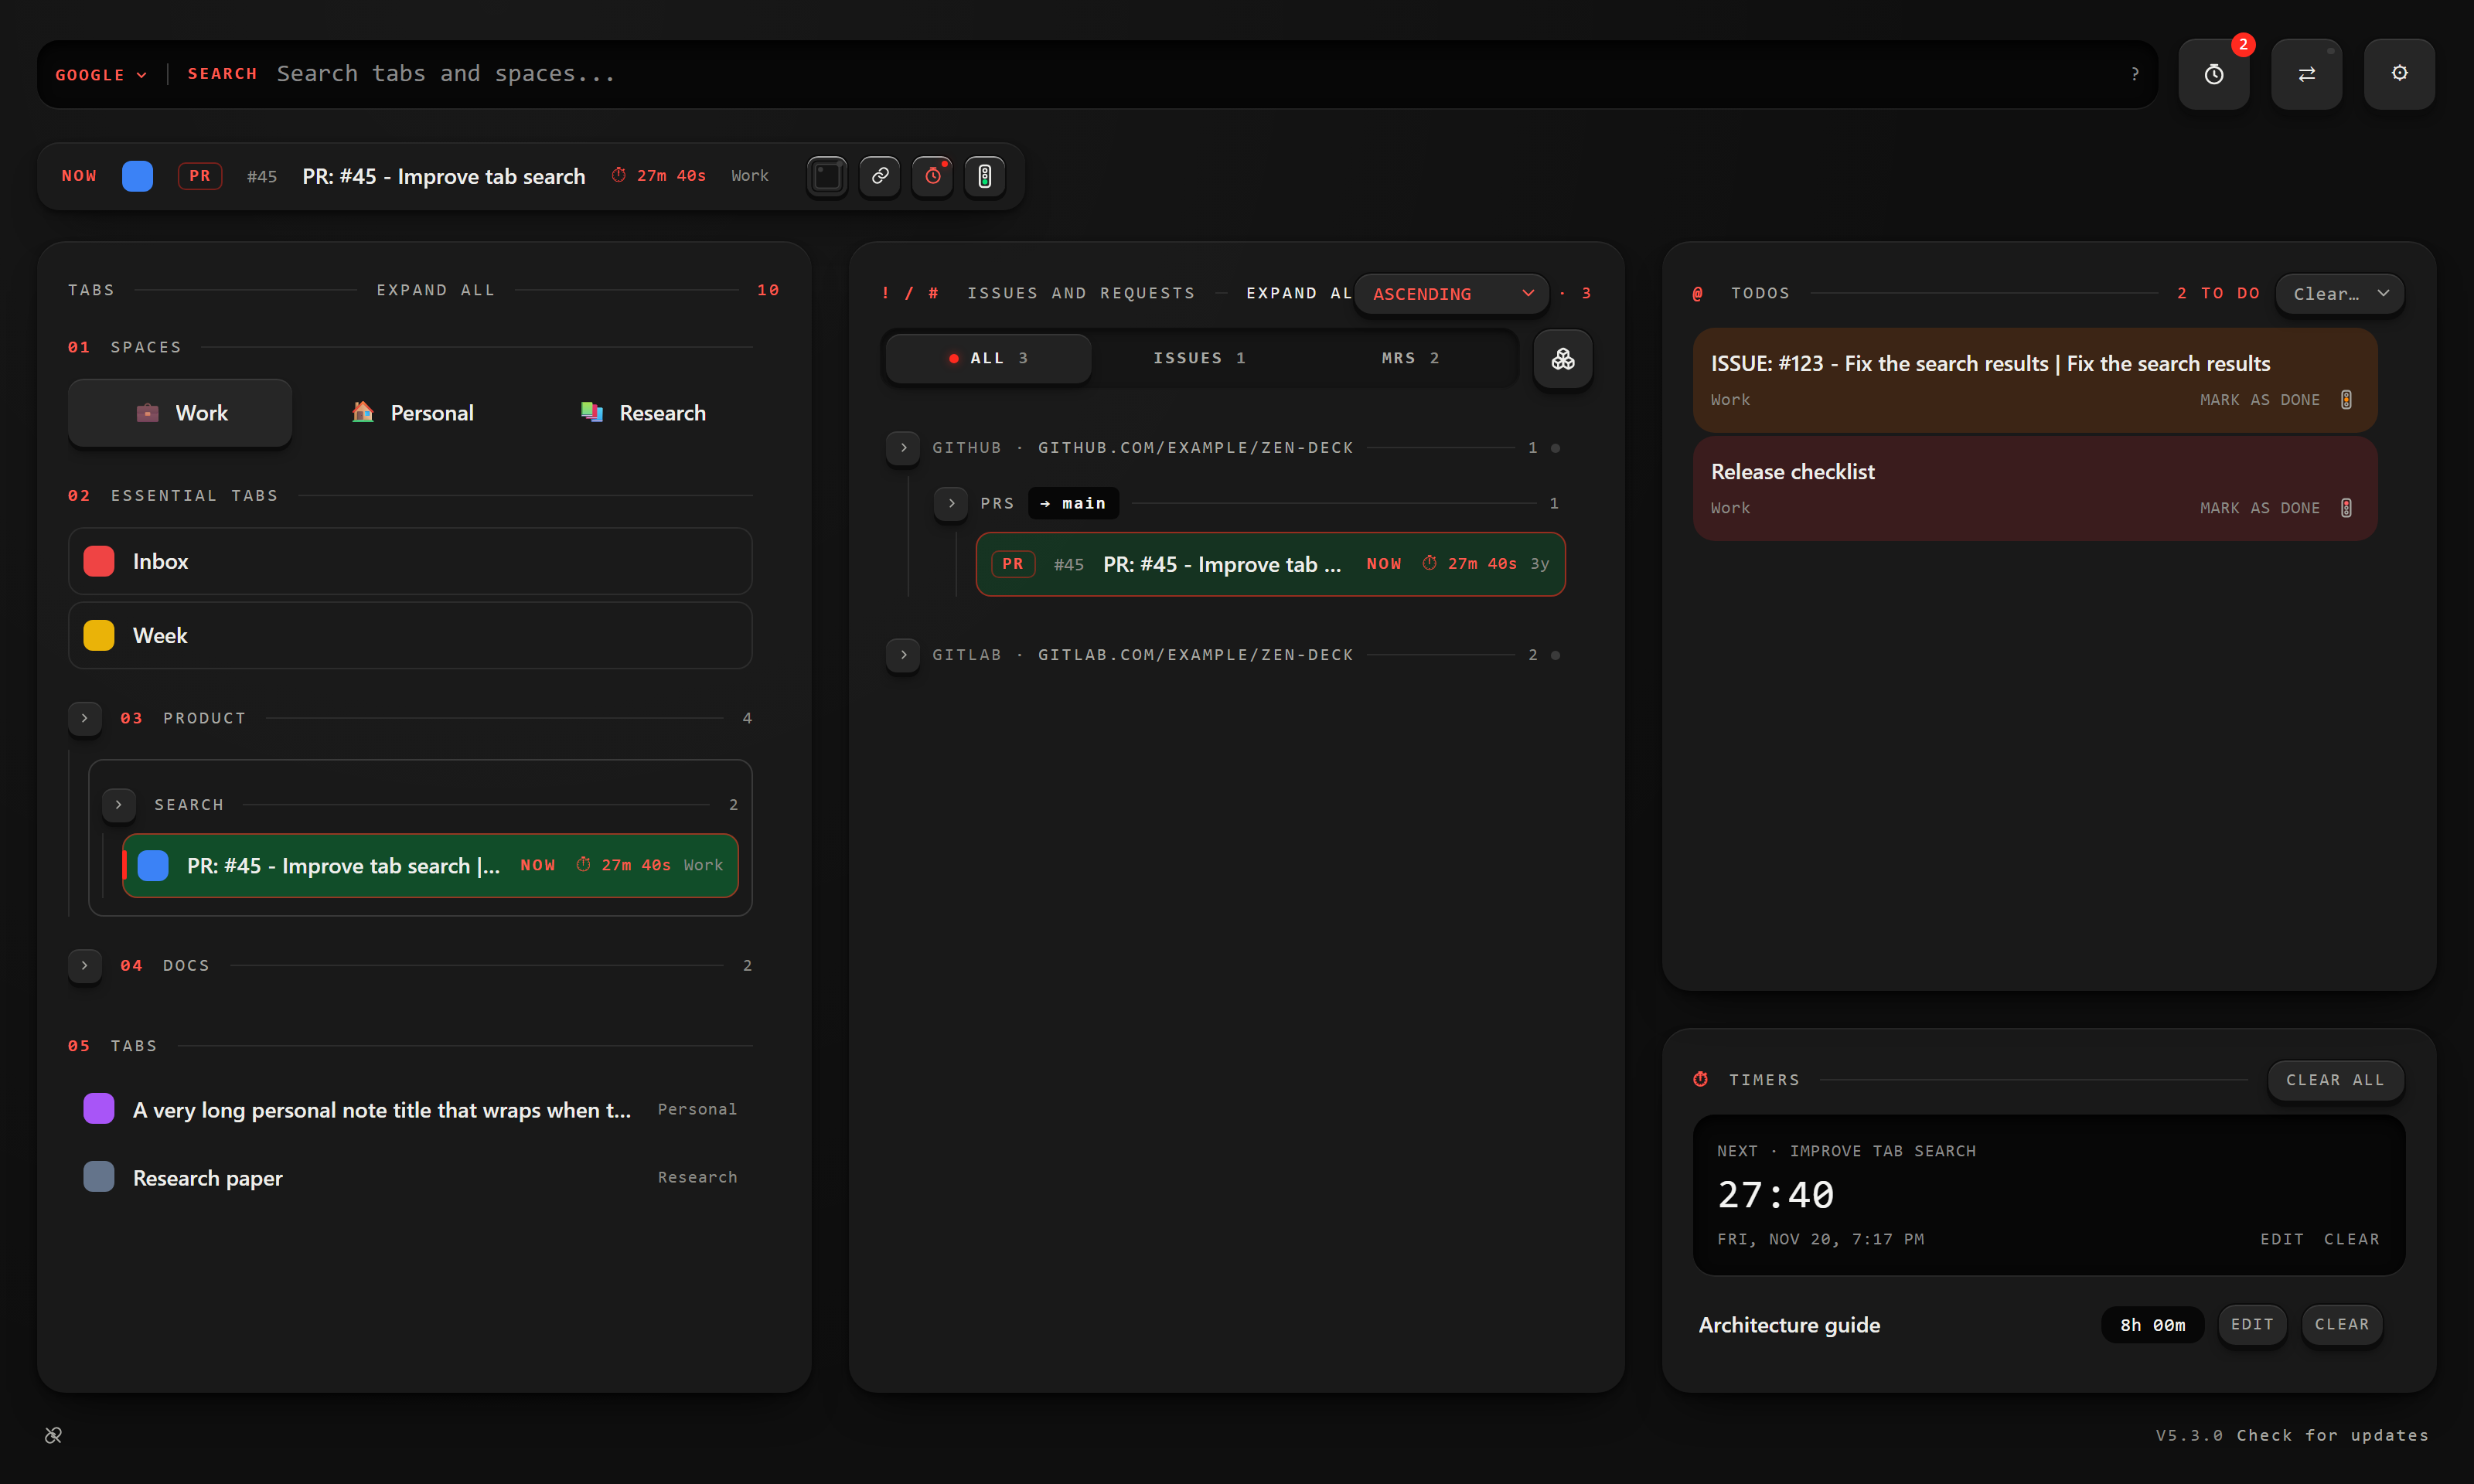 GOOGLE SEARCH Search tabs and spaces... ?
2
NOW PR #45 PR: #45 - Improve tab search 27m 40s Work
TABS EXPAND ALL 10
01 SPACES
Work Personal Research
02 ESSENTIAL TABS
Inbox
Week
03 PRODUCT 4
SEARCH 2
PR: #45 - Improve tab search |... NOW 27m 40s Work
04 DOCS 2
05 TABS
A very long personal note title that wraps when t... Personal
Research paper Research
! / # ISSUES AND REQUESTS EXPAND AL ASCENDING · 3
ALL 3 ISSUES 1 MRS 2
GITHUB · GITHUB.COM/EXAMPLE/ZEN-DECK 1
PRS → main 1
PR #45 PR: #45 - Improve tab ... NOW 27m 40s 3y
GITLAB · GITLAB.COM/EXAMPLE/ZEN-DECK 2
@ TODOS 2 TO DO Clear…
ISSUE: #123 - Fix the search results | Fix the search results
Work MARK AS DONE
Release checklist
Work MARK AS DONE
TIMERS CLEAR ALL
NEXT · IMPROVE TAB SEARCH
27:40
FRI, NOV 20, 7:17 PM EDIT CLEAR
Architecture guide 8h 00m EDIT CLEAR
V5.3.0 Check for updates